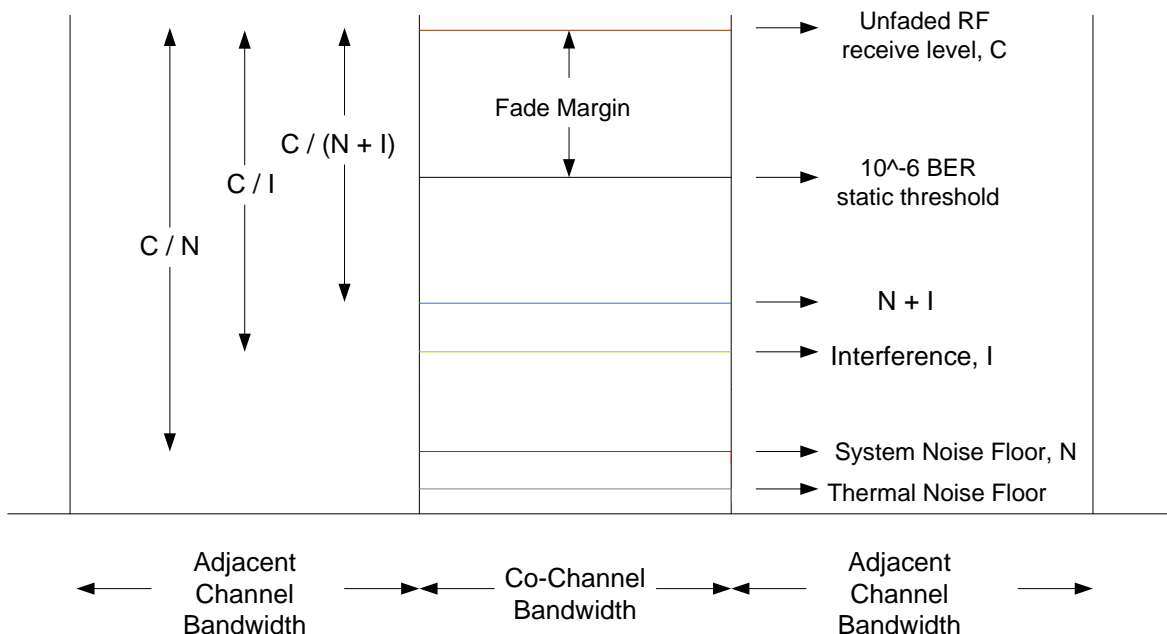 Unfaded RF
receive level, C
Fade Margin
C / (N + I)
10^-6 BER
static threshold
C / I
C / N
N + I
Interference, I
System Noise Floor, N
Thermal Noise Floor
Adjacent
Channel
Bandwidth
Co-Channel
Bandwidth
Adjacent
Channel
Bandwidth